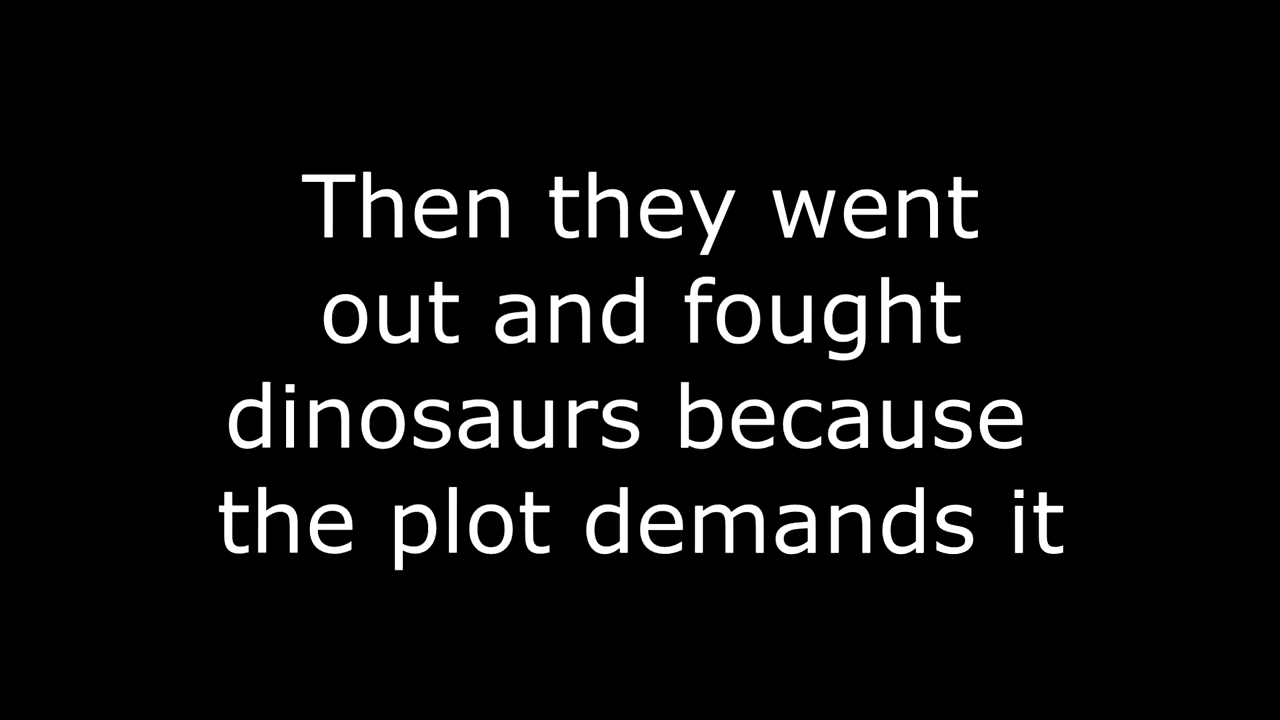 Then they went
out and fought
dinosaurs because
the plot demands it